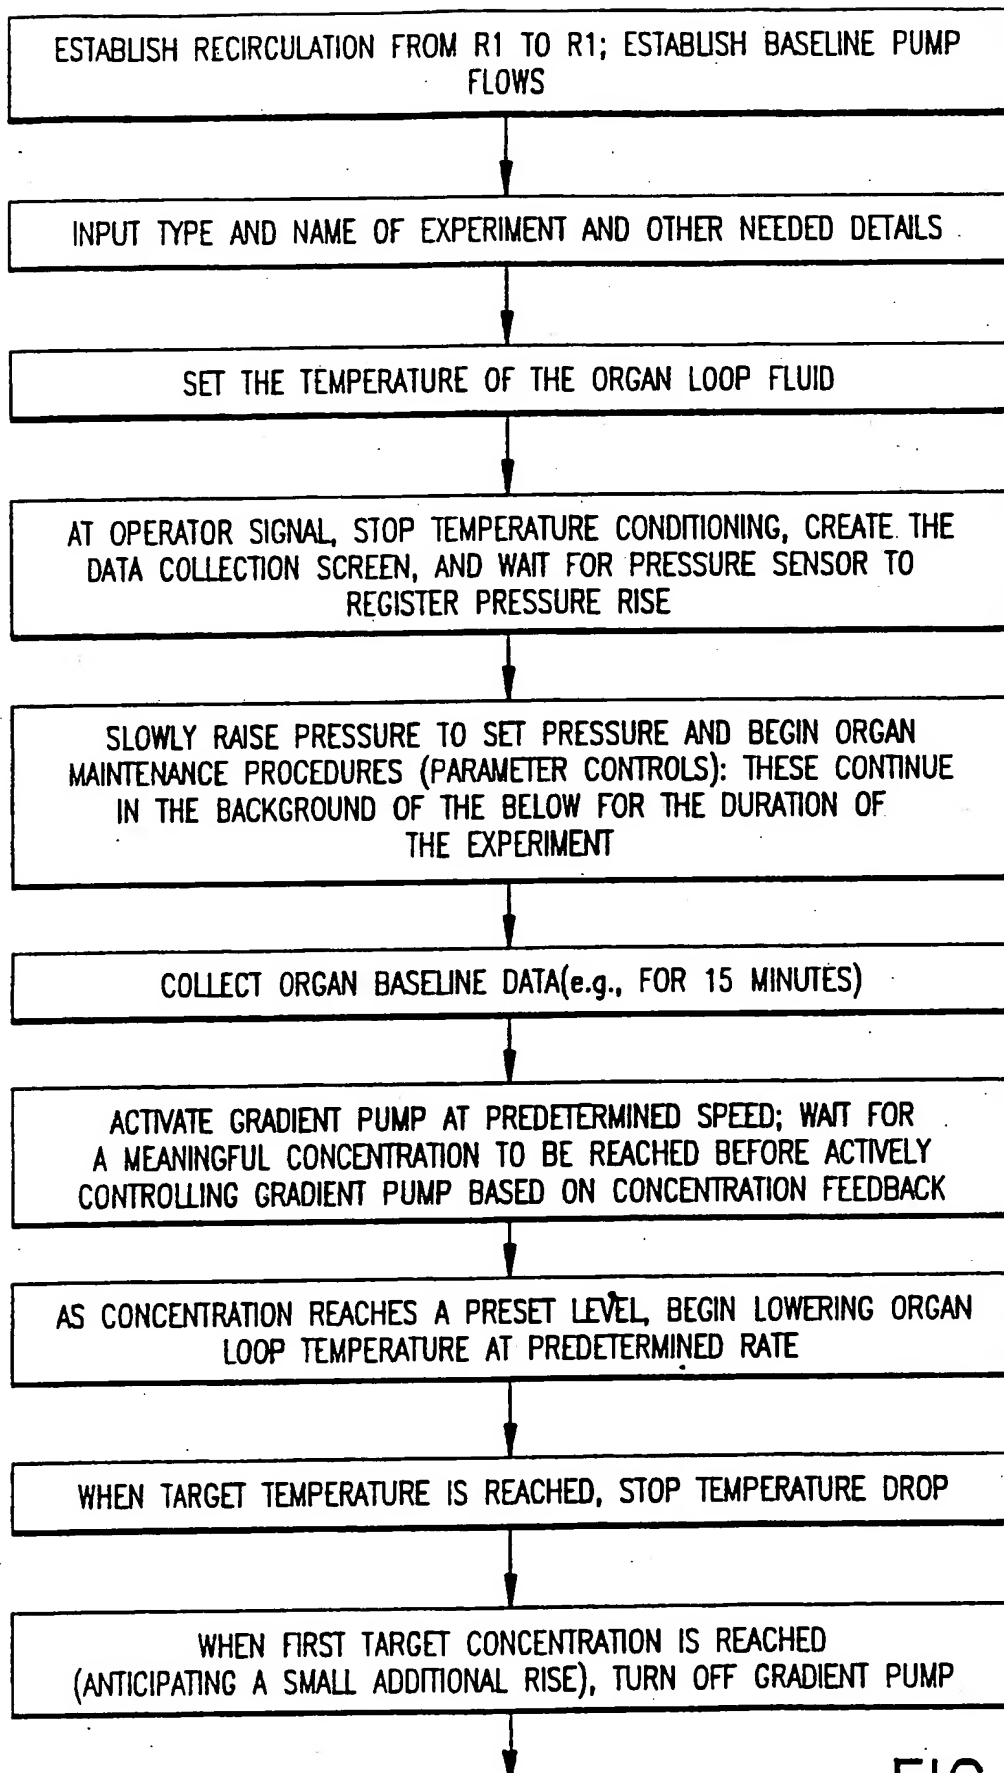 ESTABLISH RECIRCULATION FROM R1 TO R1; ESTABLISH BASELINE PUMP
FLOWS
INPUT TYPE AND NAME OF EXPERIMENT AND OTHER NEEDED DETAILS
SET THE TEMPERATURE OF THE ORGAN LOOP FLUID
AT OPERATOR SIGNAL, STOP TEMPERATURE CONDITIONING, CREATE THE
DATA COLLECTION SCREEN, AND WAIT FOR PRESSURE SENSOR TO
REGISTER PRESSURE RISE
SLOWLY RAISE PRESSURE TO SET PRESSURE AND BEGIN ORGAN
MAINTENANCE PROCEDURES (PARAMETER CONTROLS): THESE CONTINUE
IN THE BACKGROUND OF THE BELOW FOR THE DURATION OF
THE EXPERIMENT
COLLECT ORGAN BASELINE DATA(e.g., FOR 15 MINUTES)
ACTIVATE GRADIENT PUMP AT PREDETERMINED SPEED; WAIT FOR
A MEANINGFUL CONCENTRATION TO BE REACHED BEFORE ACTIVELY
CONTROLLING GRADIENT PUMP BASED ON CONCENTRATION FEEDBACK
AS CONCENTRATION REACHES A PRESET LEVEL, BEGIN LOWERING ORGAN
LOOP TEMPERATURE AT PREDETERMINED RATE
WHEN TARGET TEMPERATURE IS REACHED, STOP TEMPERATURE DROP
WHEN FIRST TARGET CONCENTRATION IS REACHED
(ANTICIPATING A SMALL ADDITIONAL RISE), TURN OFF GRADIENT PUMP
FIG